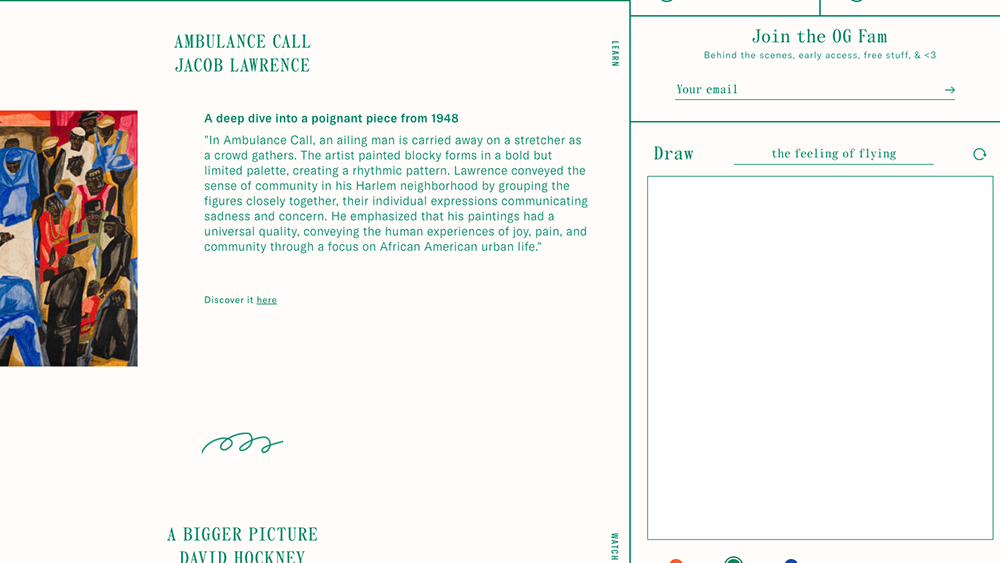 AMBULANCE CALL
JACOB LAWRENCE
LEARN
A deep dive into a poignant piece from 1948
"In Ambulance Call, an ailing man is carried away on a stretcher as
a crowd gathers. The artist painted blocky forms in a bold but
limited palette, creating a rhythmic pattern. Lawrence conveyed the
sense of community in his Harlem neighborhood by grouping the
figures closely together, their individual expressions communicating
sadness and concern. He emphasized that his paintings had a
universal quality, conveying the human experiences of joy, pain, and
community through a focus on African American urban life."
Discover it here
A BIGGER PICTURE
DAVID HOCKNEY
WATCH
Join the OG Fam
Behind the scenes, early access, free stuff, & <3
Your email
Draw
the feeling of flying